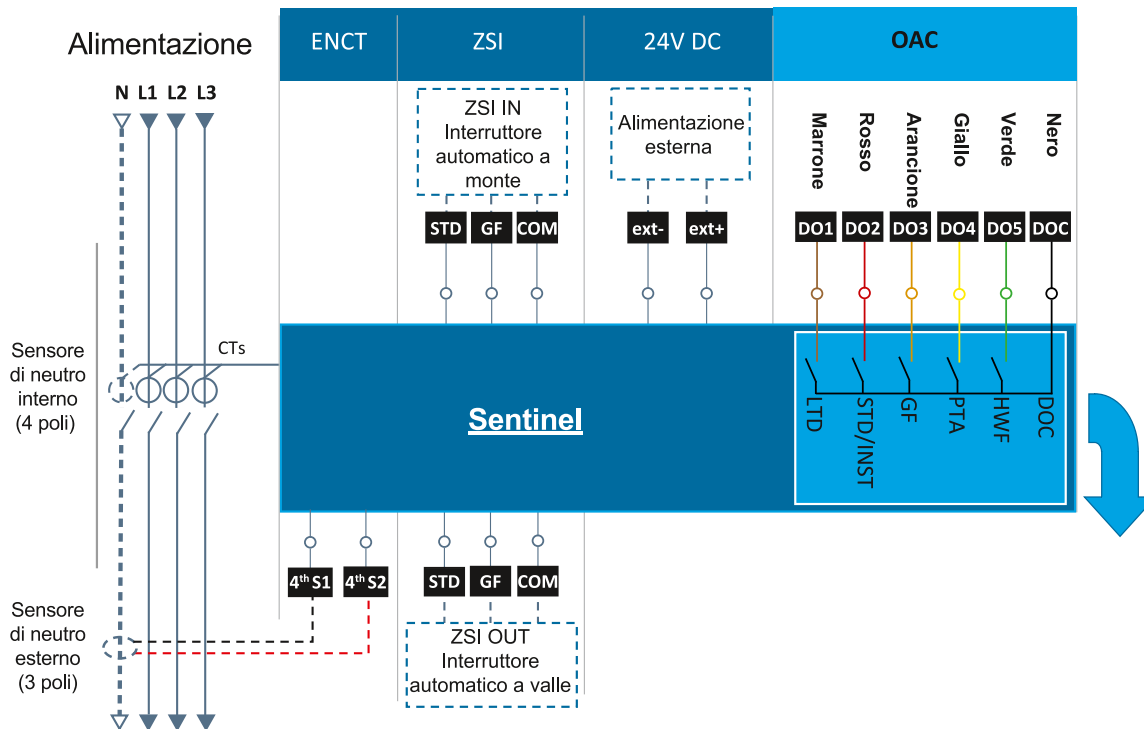 Alimentazione
ENCT
ZSI
24V DC
OAC
N L1 L2 L3
ZSI IN
Interruttore
automatico a
monte
Alimentazione
esterna
Marrone
Rosso
Arancione
Giallo
Verde
Nero
STD GF COM
ext- ext+
DO1 DO2 DO3 DO4 DO5 DOC
Sensore
di neutro
interno
(4 poli)
CTs
Sentinel
LTD
STD/INST
GF
PTA
HWF
DOC
4th S1 4th S2
STD GF COM
Sensore
di neutro
esterno
(3 poli)
ZSI OUT
Interruttore
automatico a valle